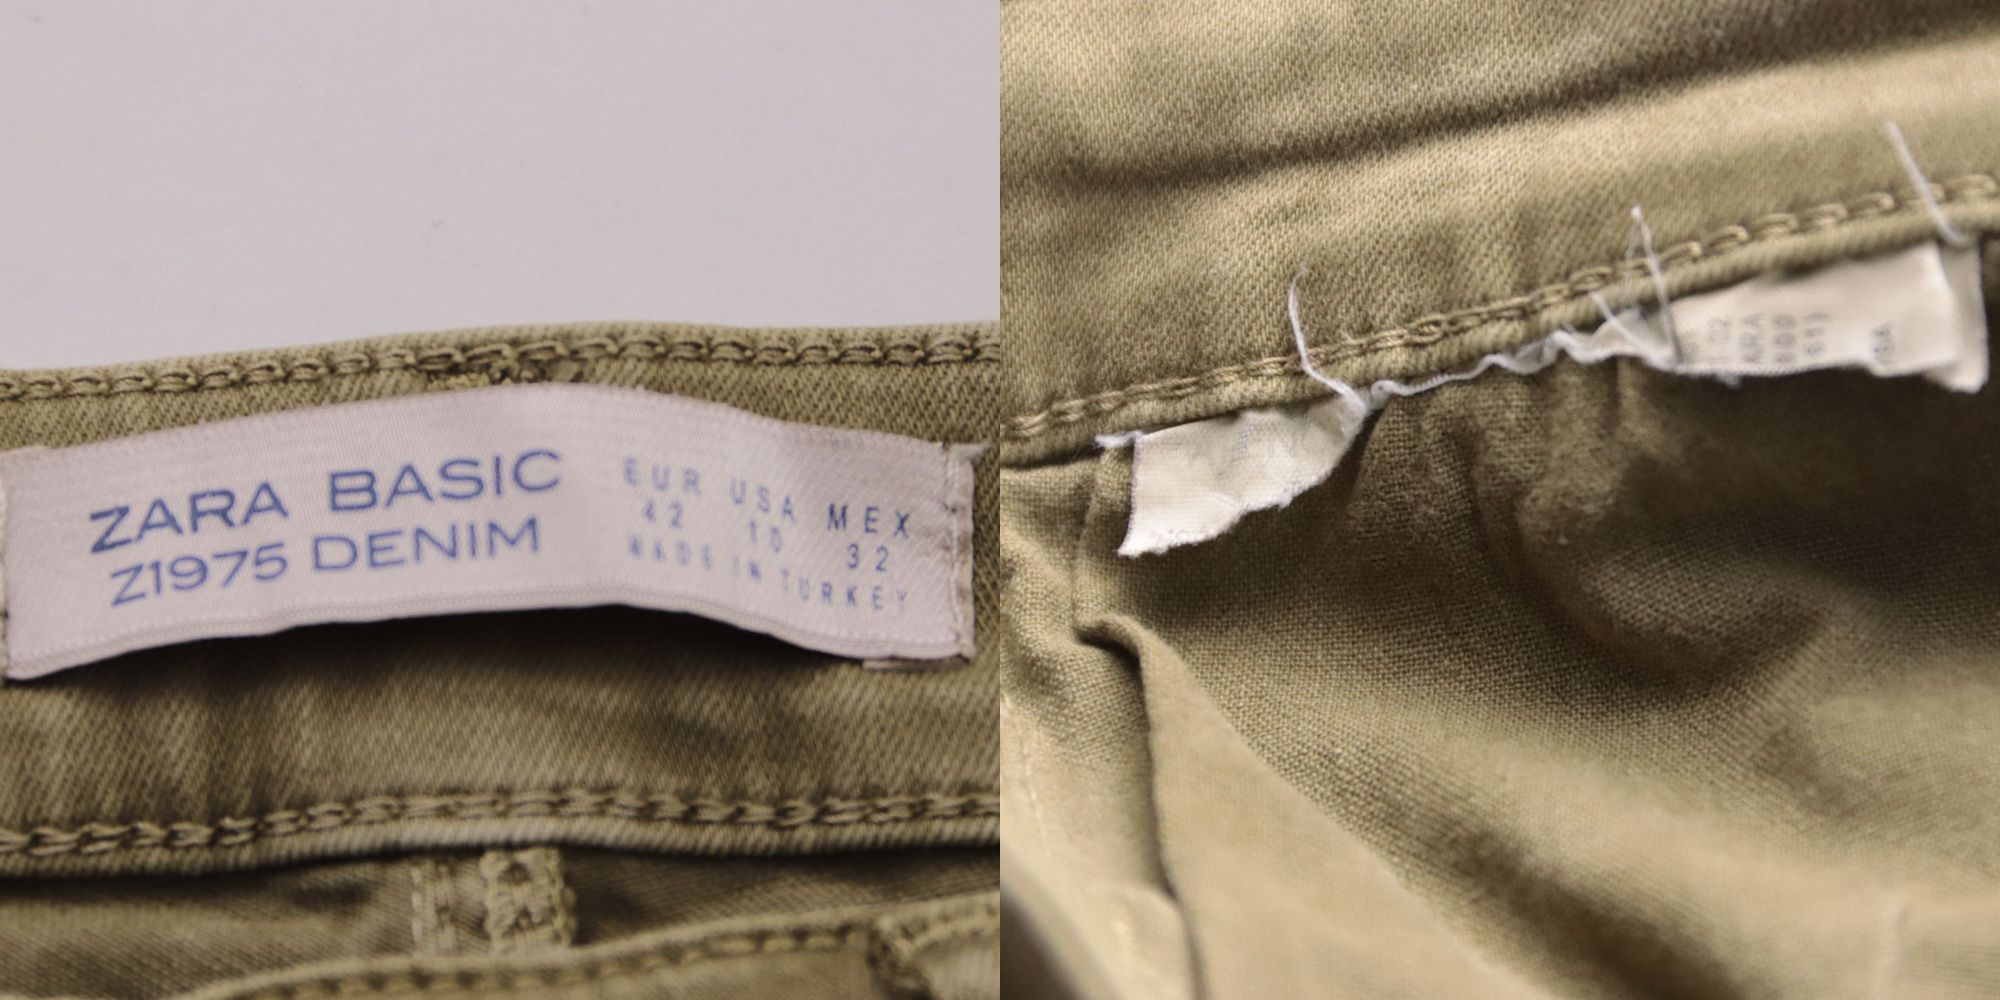 ZARA BASIC
Z1975 DENIM
EUR USA MEX
42 10 32
MADE IN TURKEY